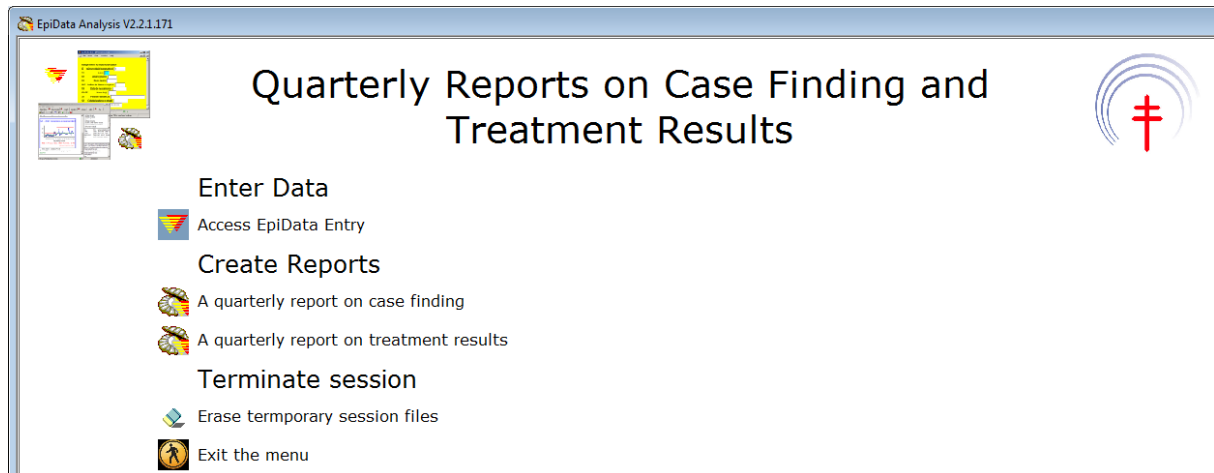 EpiData Analysis V2.2.1.171
Quarterly Reports on Case Finding and
Treatment Results
Enter Data
Access EpiData Entry
Create Reports
A quarterly report on case finding
A quarterly report on treatment results
Terminate session
Erase termporary session files
Exit the menu